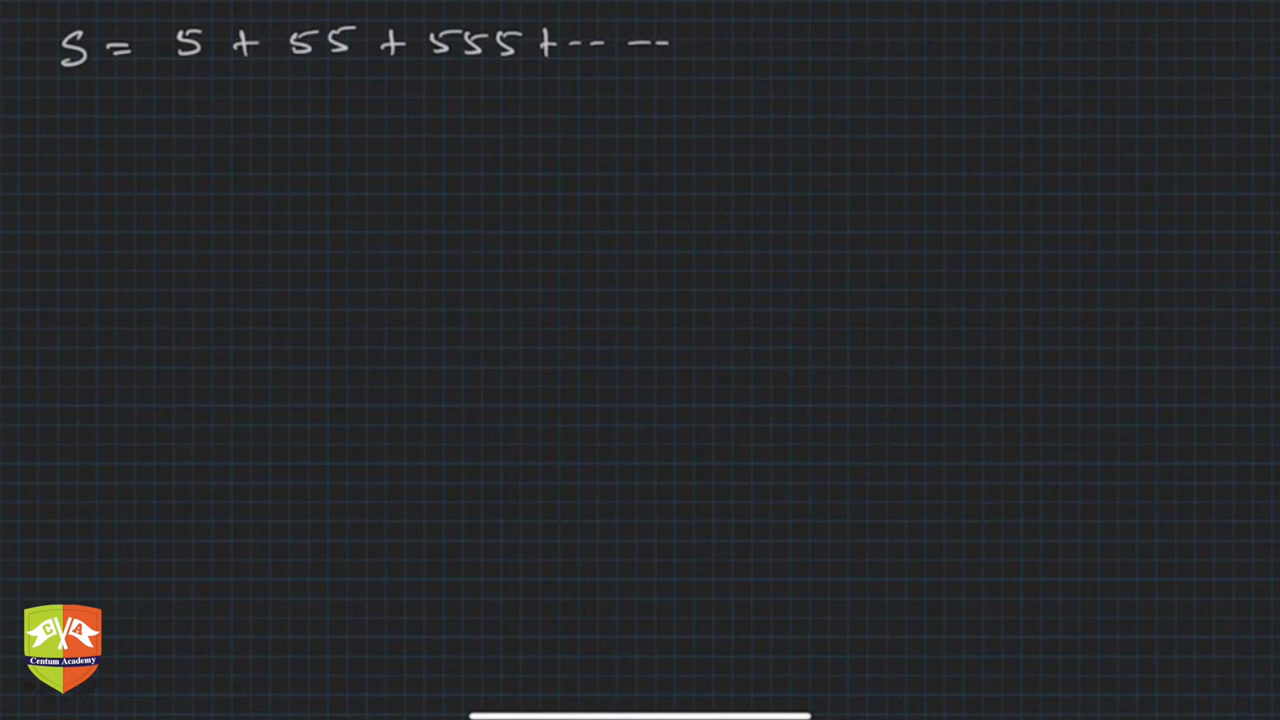 S = 5 + 55 + 555 + -- --
C A
Centum Academy